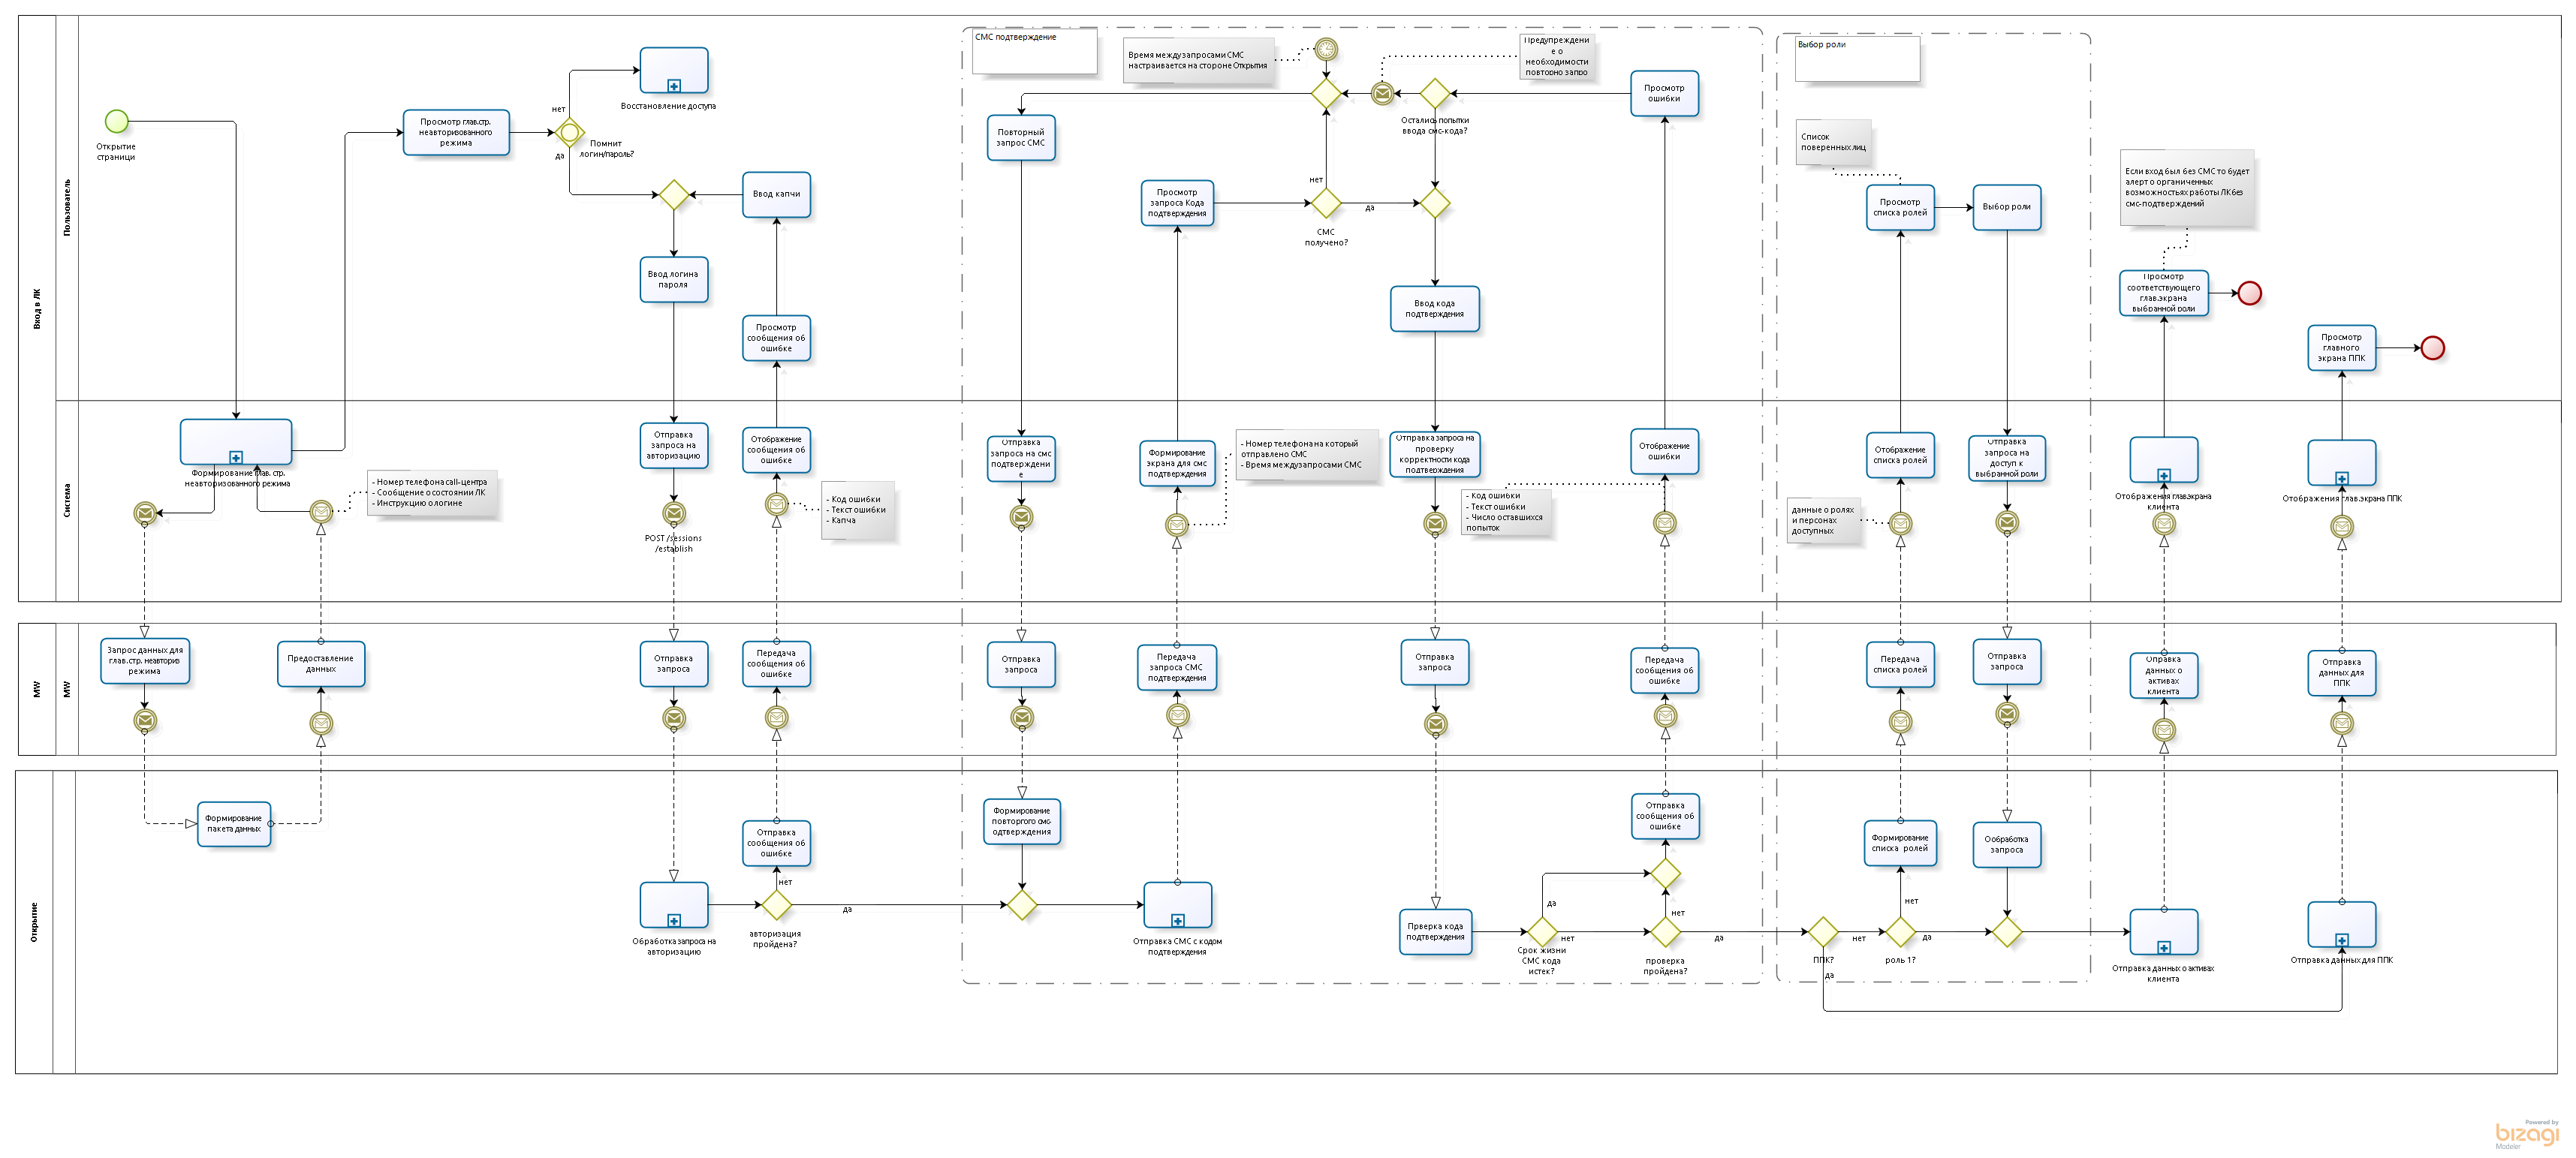 Вход в ЛК
Пользователь
Открытие
страници
Просмотр глав.стр.
неавторизованного
режима
нет
Восстановление доступа
Помнит
логин/пароль?
да
Ввод капчи
Ввод логина
пароля
Просмотр
сообщения об
ошибке
СМС подтверждение
Время между запросами СМС
настраивается на стороне Открытия
Предупреждени
е о
необходимости
повторно запро
Просмотр
ошибки
Остались попытки
ввода смс-кода?
Повторный
запрос СМС
Просмотр
запроса Кода
подтверждения
нет
да
СМС
получено?
Ввод кода
подтверждения
Выбор роли
Список
поверенных лиц
Просмотр
списка ролей
Выбор роли
Если вход был без СМС то будет
алерт о органиченных
возможностьях работы ЛК без
смс-подтверждений
Просмотр
соответствующего
глав.экрана
выбранной роли
Просмотр
главного
экрана ППК
Система
Формирование глав. стр.
неавторизованного режима
- Номер телефона call-центра
- Сообщение о состоянии ЛК
- Инструкцию о логине
Отправка
запроса на
авторизацию
POST /sessions
/establish
Отображение
сообщения об
ошибке
- Код ошибки
- Текст ошибки
- Капча
Отправка
запроса на смс
подтверждени
е
Формирование
экрана для смс
подтверждения
- Номер телефона на который
отправлено СМС
- Время между запросами СМС
Отправка запроса на
проверку
корректности кода
подтверждения
- Код ошибки
- Текст ошибки
- Число оставшихся
попыток
Отображение
ошибки
Отображение
списка ролей
данные о ролях
и персонах
доступных
Отправка
запроса на
доступ к
выбранной роли
Отображения глав.экрана
клиента
Отображения глав.экрана ППК
MW
MW
Запрос данных для
глав.стр. неавториз
режима
Предоставление
данных
Отправка
запроса
Передача
сообщения об
ошибке
Отправка
запроса
Передача
запроса СМС
подтверждения
Отправка
запроса
Передача
сообщения об
ошибке
Передача
списка ролей
Отправка
запроса
Отправка
данных о
активах
клиента
Отправка
данных для
ППК
Открытие
Формирование
пакета данных
Обработка запроса на
авторизацию
Отправка
сообщения об
ошибке
нет
да
авторизация
пройдена?
Формирование
повторго смс-
одтверждения
Отправка СМС с кодом
подтверждения
Прверка кода
подтверждения
да
нет
Срок жизни
СМС кода
истек?
Отправка
сообщения об
ошибке
нет
да
проверка
пройдена?
ППК?
нет
да
Формирование
списка ролей
нет
да
роль 1?
Ообработка
запроса
Отправка данных о активах
клиента
Отправка данных для ППК
Powered by
bizagi
Modeler